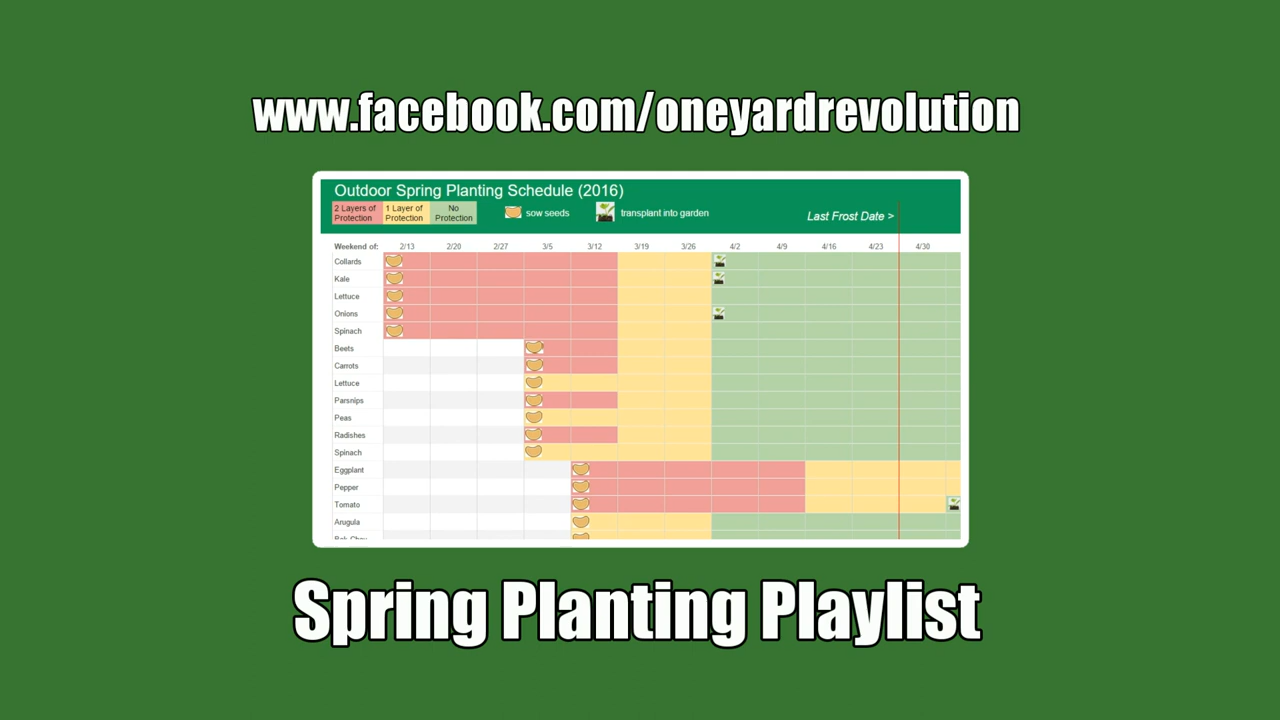 www.facebook.com/oneyardrevolution
Outdoor Spring Planting Schedule (2016)
2 Layers of Protection 1 Layer of Protection No Protection sow seeds transplant into garden Last Frost Date >
Weekend of: 2/13 2/20 2/27 3/5 3/12 3/19 3/26 4/2 4/9 4/16 4/23 4/30
Collards
Kale
Lettuce
Onions
Spinach
Beets
Carrots
Lettuce
Parsnips
Peas
Radishes
Spinach
Eggplant
Pepper
Tomato
Arugula
Spring Planting Playlist